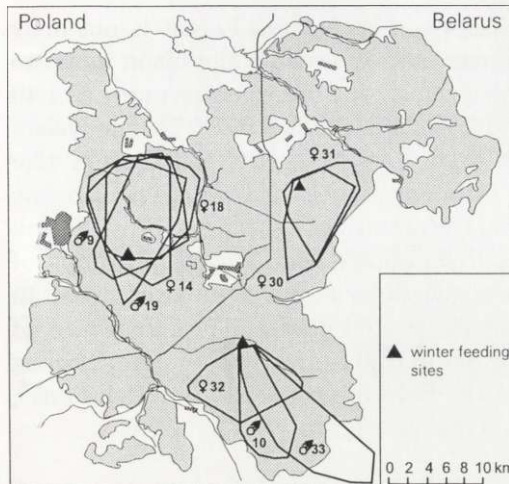 Poland
Belarus
♀31
♀18
♂9
♀14
♀30
♂19
♀32
♂10
♂33
▲ winter feeding
sites
0 2 4 6 8 10 km